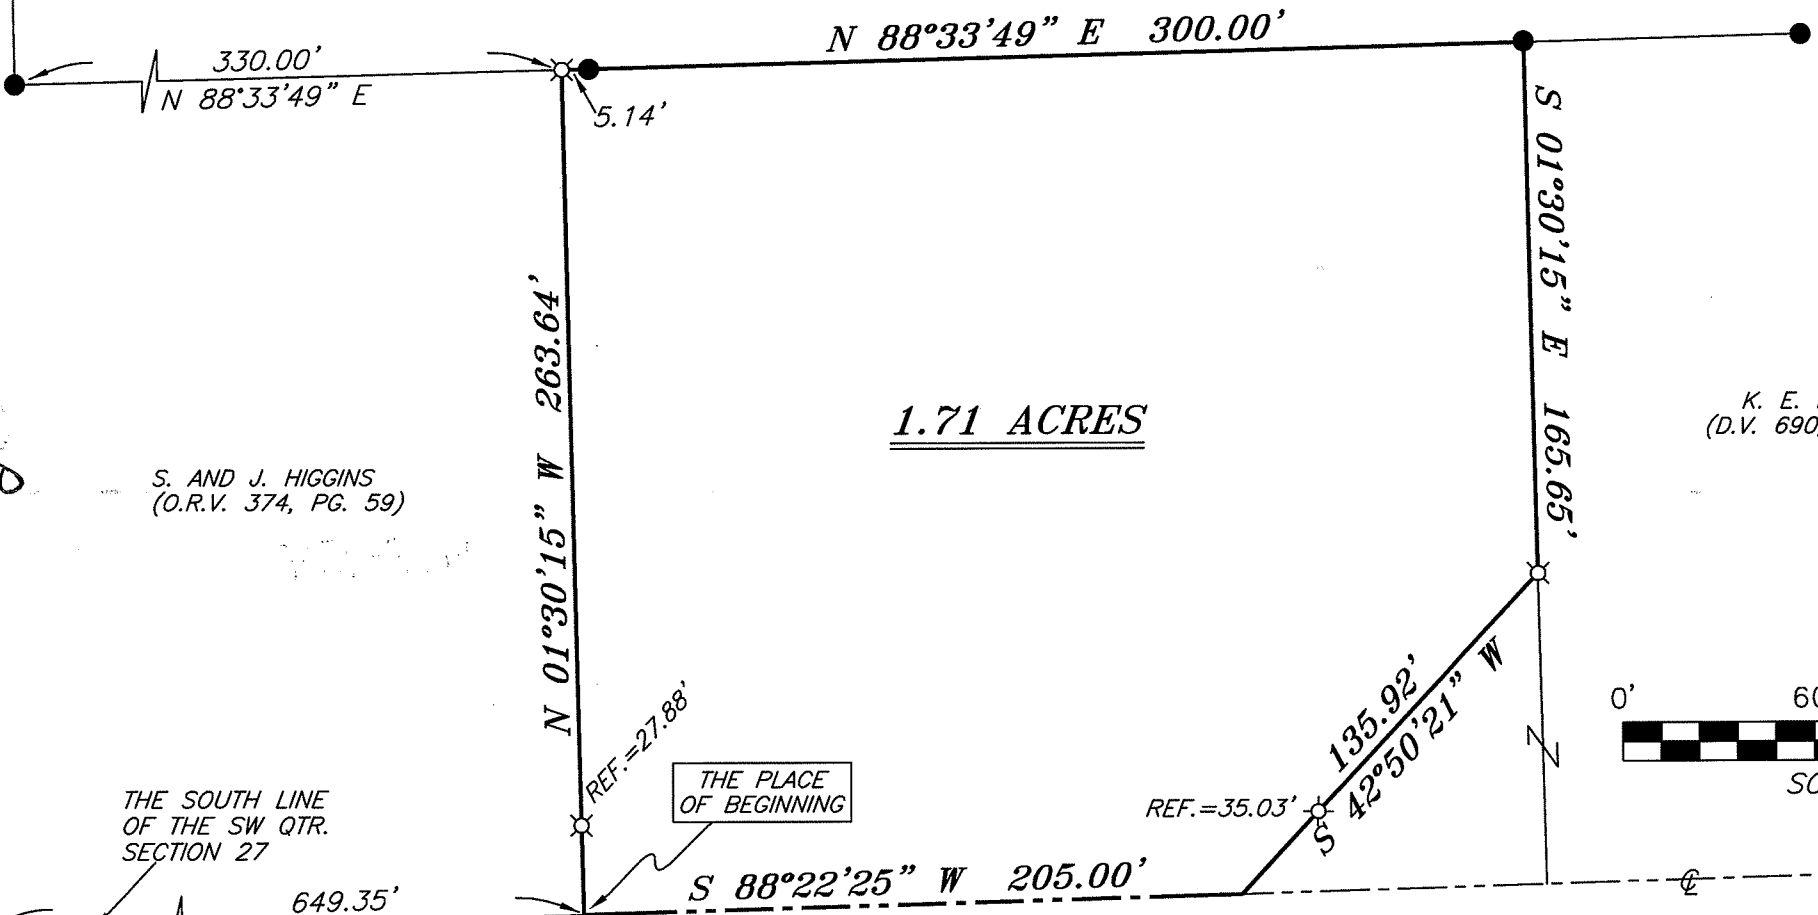 N 88°33'49" E 300.00'
330.00'
N 88°33'49" E
5.14'
S 01°30'15" E 165.65'
N 01°30'15" W 263.64'
1.71 ACRES
K. E.
(D.V. 690,
S. AND J. HIGGINS
(O.R.V. 374, PG. 59)
135.92'
S 42°50'21" W
0'
60
REF.=27.88'
THE PLACE
OF BEGINNING
REF.=35.03'
THE SOUTH LINE
OF THE SW QTR.
SECTION 27
S 88°22'25" W 205.00'
℄
649.35'